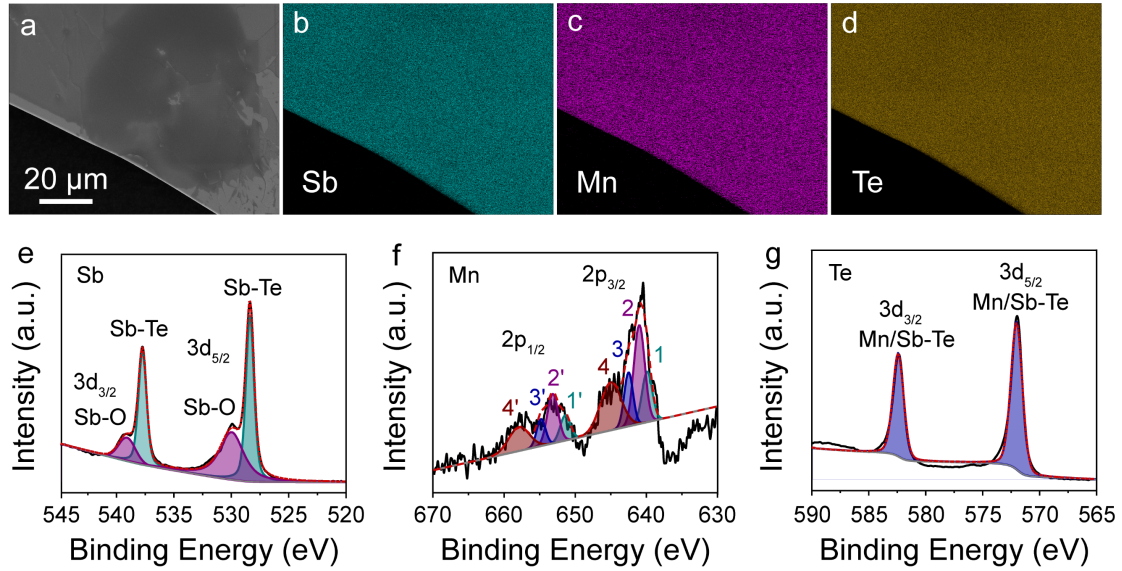 a
20 μm
b
Sb
c
Mn
d
Te
e
Sb
Sb-Te
Sb-Te
3d5/2
3d3/2
Sb-O
Sb-O
Intensity (a.u.)
545 540 535 530 525 520
Binding Energy (eV)
f
Mn
2p3/2
2p1/2
1
2
3
4
1'
2'
3'
4'
Intensity (a.u.)
670 660 650 640 630
Binding Energy (eV)
g
Te
3d5/2
Mn/Sb-Te
3d3/2
Mn/Sb-Te
Intensity (a.u.)
590 585 580 575 570 565
Binding Energy (eV)